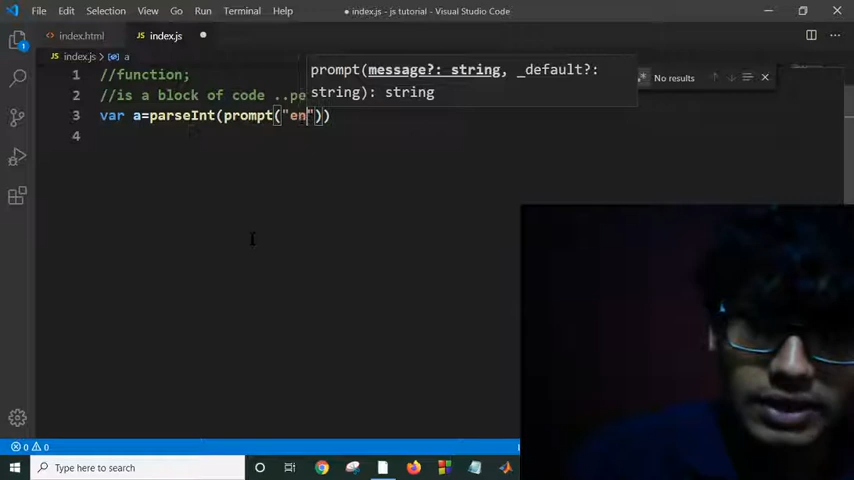 File Edit Selection View Go Run Terminal Help
● index.js - js tutorial - Visual Studio Code
index.html
JS index.js ●
JS index.js > a
prompt(message?: string, _default?:
string): string
No results
1 //function;
2 //is a block of code ..pe
3 var a=parseInt(prompt("en"))
4
1
0 0
Type here to search